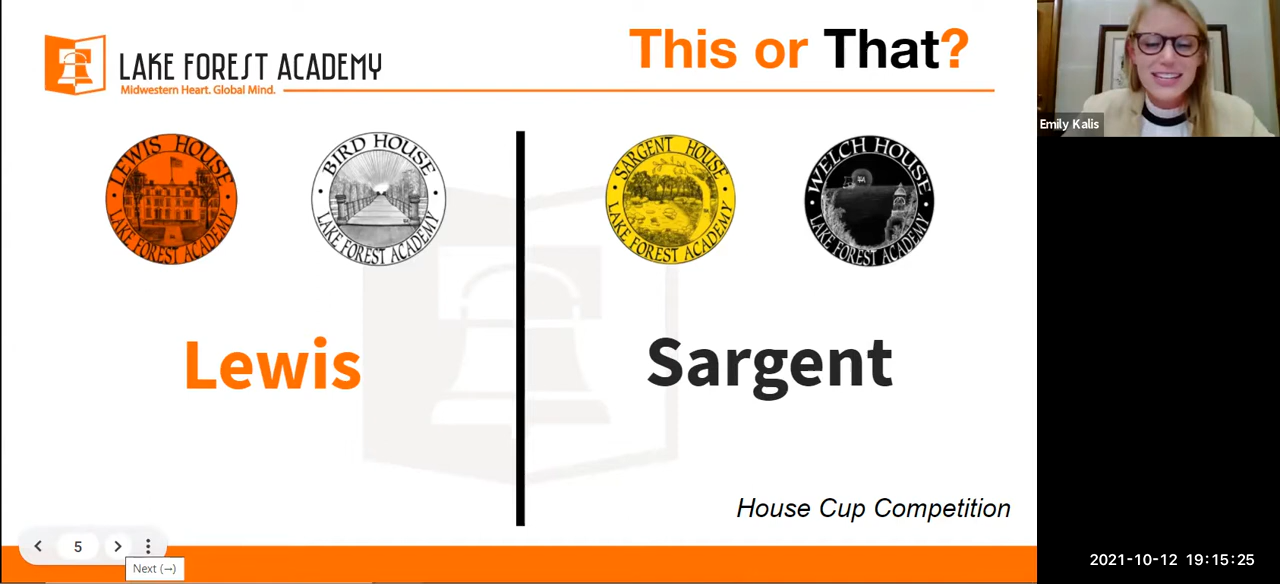 LAKE FOREST ACADEMY
Midwestern Heart. Global Mind.
This or That?
Emily Kalis
LEWIS HOUSE
LAKE FOREST ACADEMY
BIRD HOUSE
LAKE FOREST ACADEMY
SARGENT HOUSE
LAKE FOREST ACADEMY
WELCH HOUSE
LAKE FOREST ACADEMY
Lewis
Sargent
House Cup Competition
5
Next (→)
2021-10-12 19:15:25